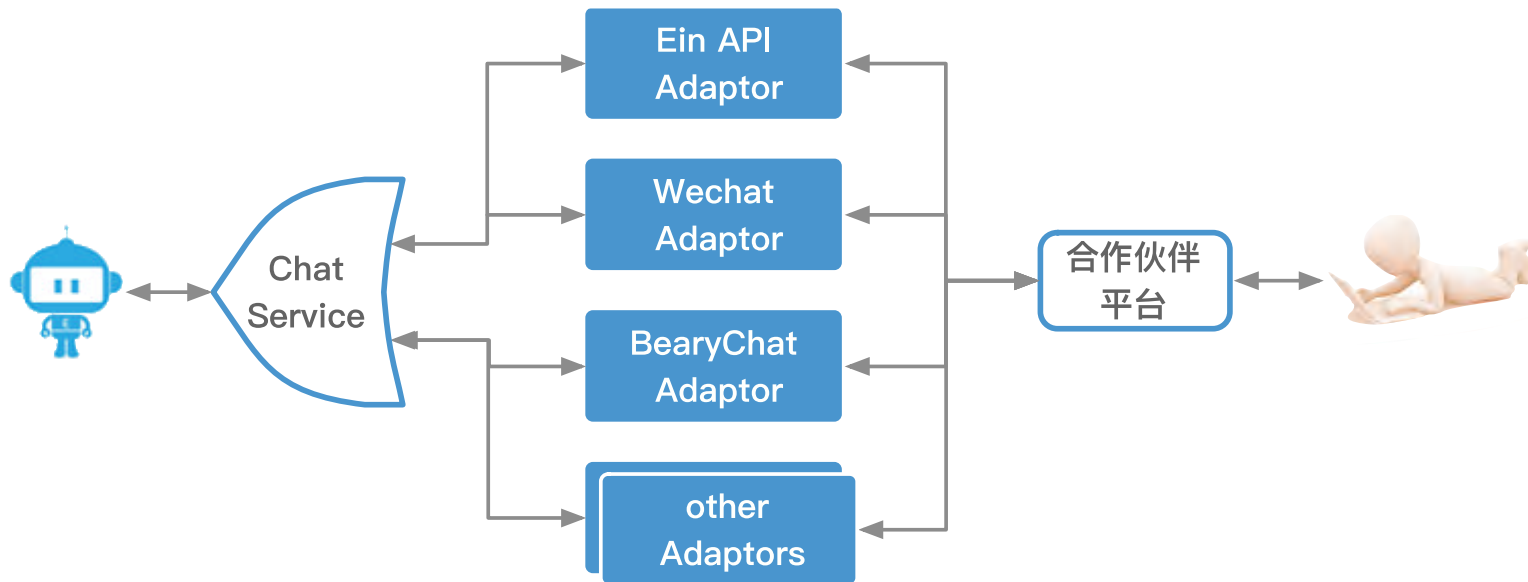 Ein API
Adaptor
Wechat
Adaptor
Chat
Service
合作伙伴
平台
BearyChat
Adaptor
other
Adaptors